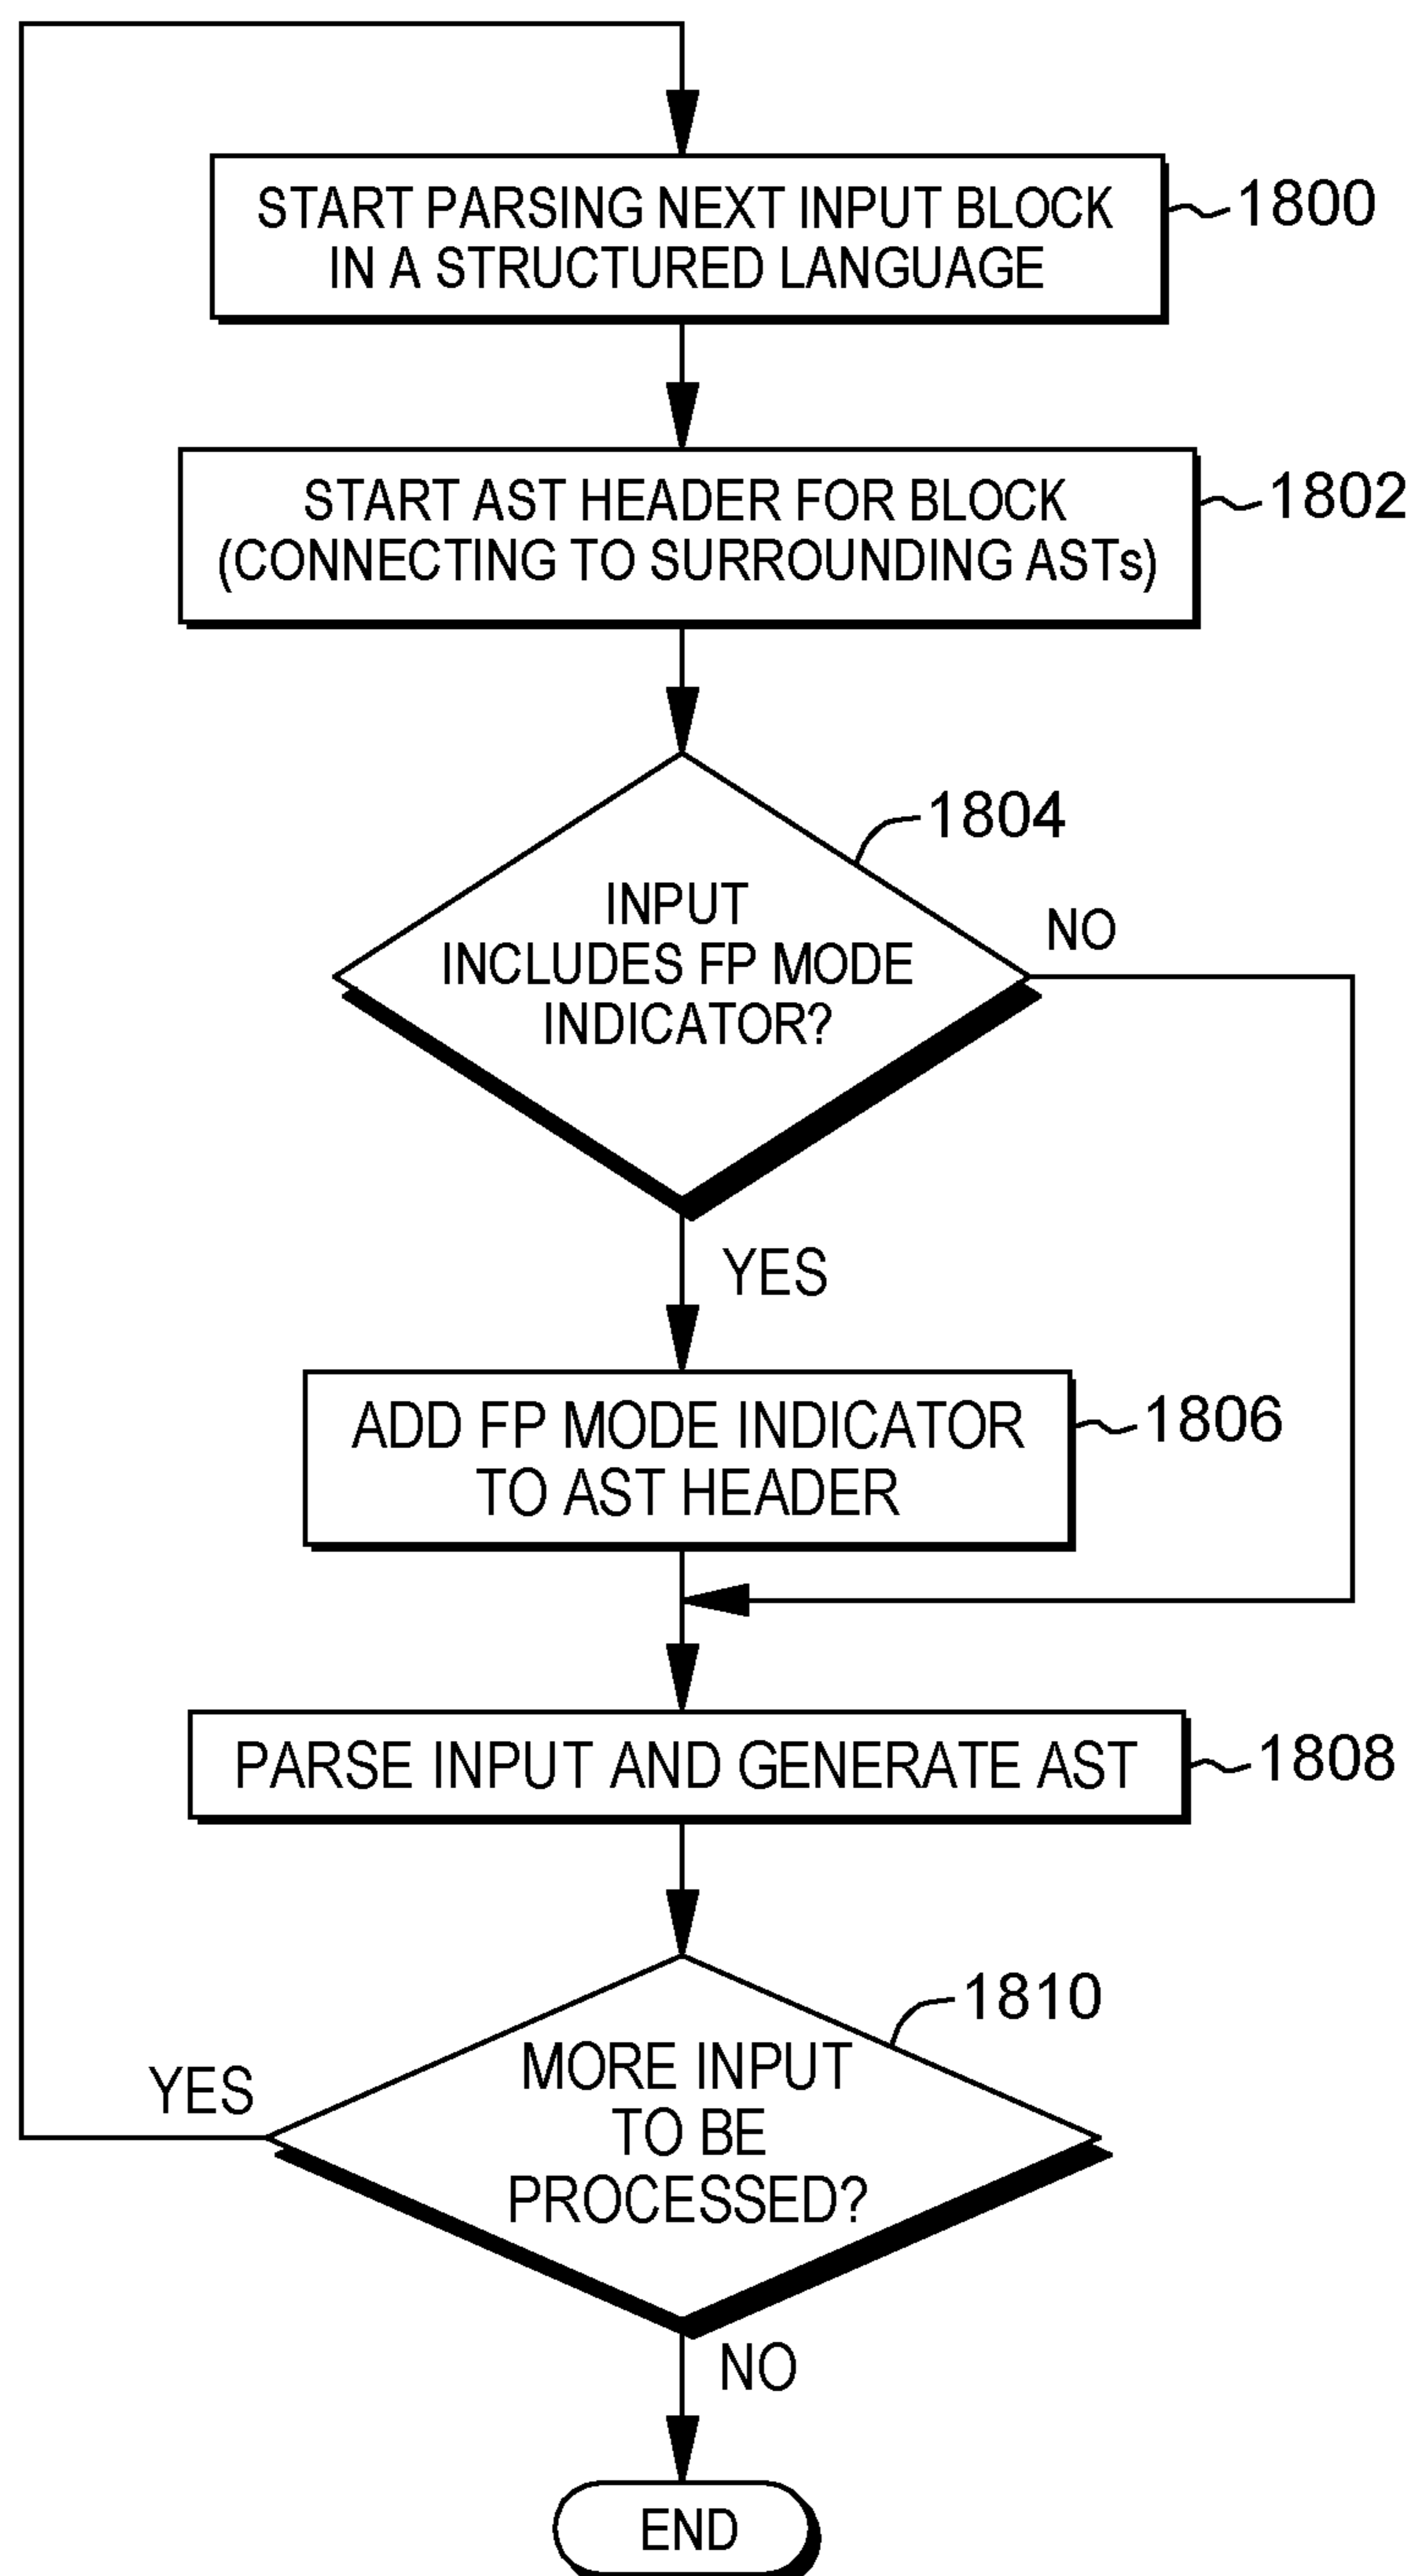 START PARSING NEXT INPUT BLOCK
IN A STRUCTURED LANGUAGE
1800
START AST HEADER FOR BLOCK
(CONNECTING TO SURROUNDING ASTs)
1802
1804
INPUT
INCLUDES FP MODE
INDICATOR?
NO
YES
ADD FP MODE INDICATOR
TO AST HEADER
1806
PARSE INPUT AND GENERATE AST
1808
1810
MORE INPUT
TO BE
PROCESSED?
YES
NO
END